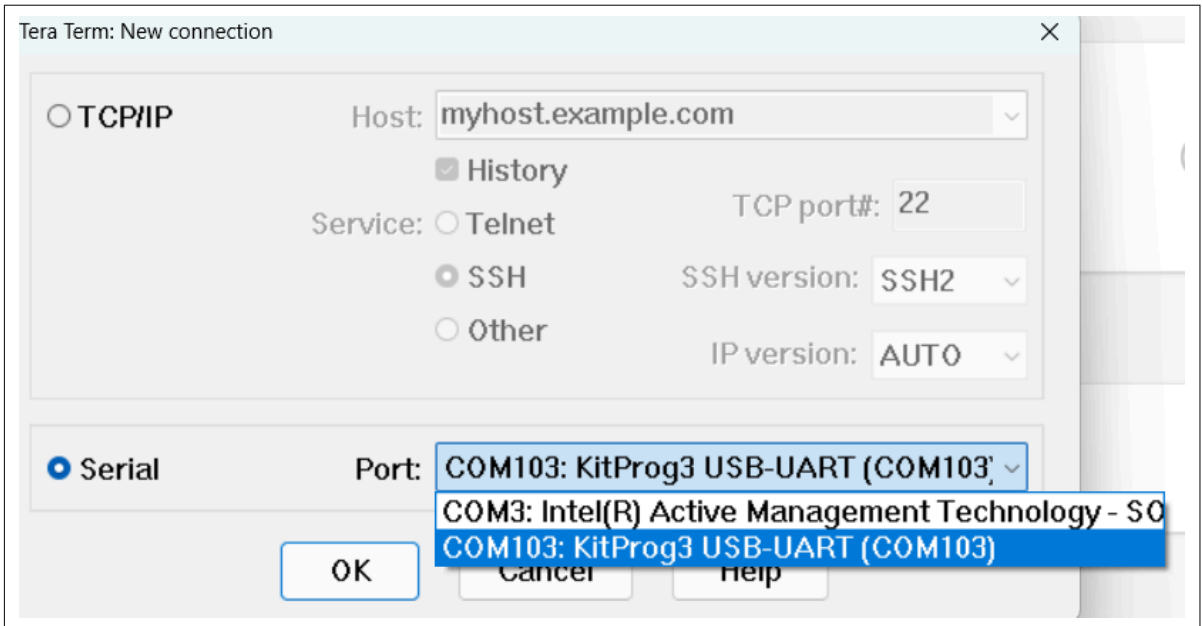 Tera Term: New connection
TCP/IP
Host: myhost.example.com
History
Service: Telnet
TCP port#: 22
SSH
SSH version: SSH2
Other
IP version: AUTO
Serial
Port: COM103: KitProg3 USB-UART (COM103)
COM3: Intel(R) Active Management Technology - SO
COM103: KitProg3 USB-UART (COM103)
OK
Cancel
Help